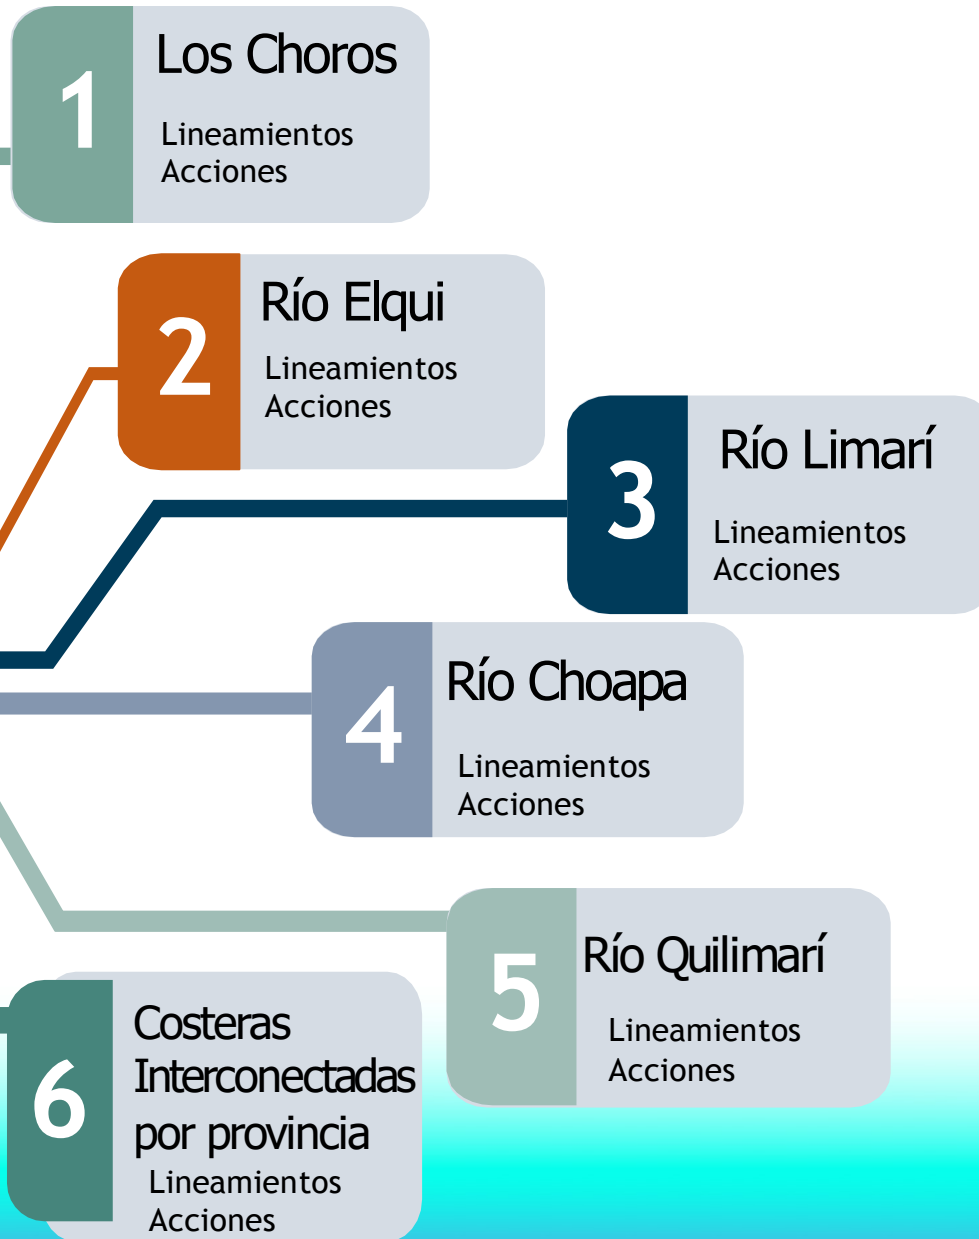 1
Los Choros
Lineamientos
Acciones
2
Río Elqui
Lineamientos
Acciones
3
Río Limarí
Lineamientos
Acciones
4
Río Choapa
Lineamientos
Acciones
5
Río Quilimarí
Lineamientos
Acciones
6
Costeras
Interconectadas
por provincia
Lineamientos
Acciones